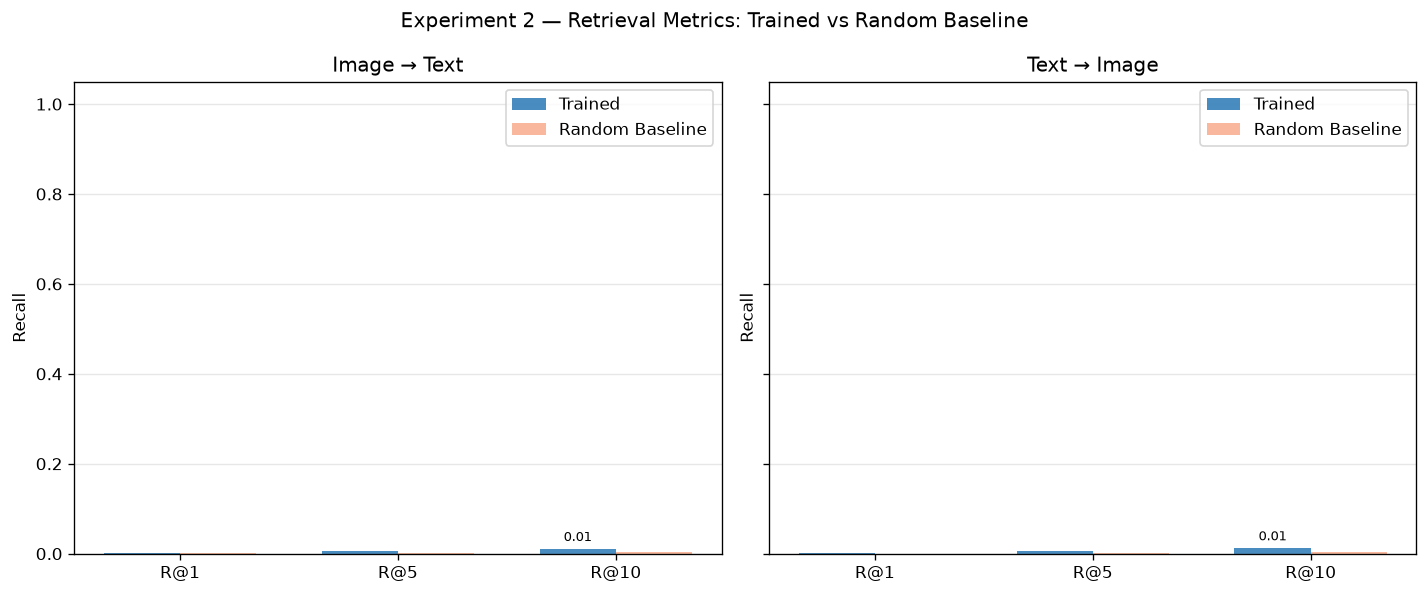 Experiment 2 — Retrieval Metrics: Trained vs Random Baseline
Image → Text
Trained
Random Baseline
Recall
1.0
0.8
0.6
0.4
0.2
0.0
0.01
R@1
R@5
R@10
Text → Image
Trained
Random Baseline
Recall
0.01
R@1
R@5
R@10